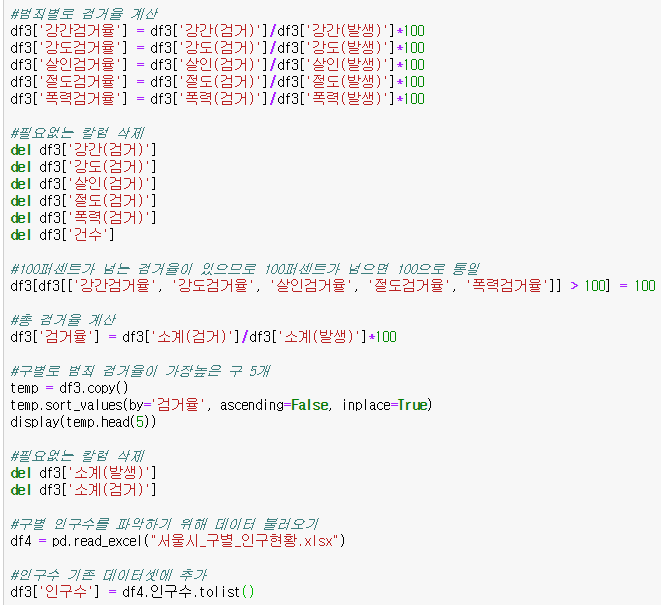 #범죄별로 검거율 계산
df3['강간검거율'] = df3['강간(검거)']/df3['강간(발생)']*100
df3['강도검거율'] = df3['강도(검거)']/df3['강도(발생)']*100
df3['살인검거율'] = df3['살인(검거)']/df3['살인(발생)']*100
df3['절도검거율'] = df3['절도(검거)']/df3['절도(발생)']*100
df3['폭력검거율'] = df3['폭력(검거)']/df3['폭력(발생)']*100
#필요없는 칼럼 삭제
del df3['강간(검거)']
del df3['강도(검거)']
del df3['살인(검거)']
del df3['절도(검거)']
del df3['폭력(검거)']
del df3['건수']
#100퍼센트가 넘는 검거율이 있으므로 100퍼센트가 넘으면 100으로 통일
df3[df3[['강간검거율', '강도검거율', '살인검거율', '절도검거율', '폭력검거율']] > 100] = 100
#총 검거율 계산
df3['검거율'] = df3['소계(검거)']/df3['소계(발생)']*100
#구별로 범죄 검거율이 가장높은 구 5개
temp = df3.copy()
temp.sort_values(by='검거율', ascending=False, inplace=True)
display(temp.head(5))
#필요없는 칼럼 삭제
del df3['소계(발생)']
del df3['소계(검거)']
#구별 인구수를 파악하기 위해 데이터 불러오기
df4 = pd.read_excel("서울시_구별_인구현황.xlsx")
#인구수 기존 데이터셋에 추가
df3['인구수'] = df4.인구수.tolist()